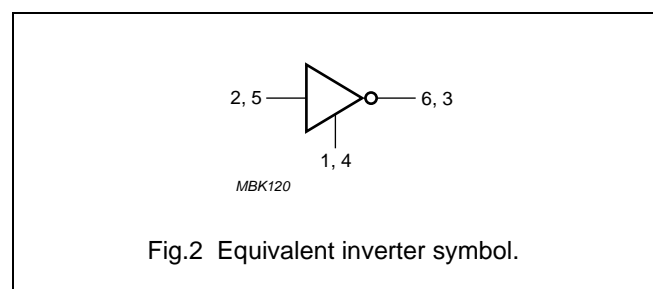 2, 5
6, 3
1, 4
MBK120
Fig.2 Equivalent inverter symbol.